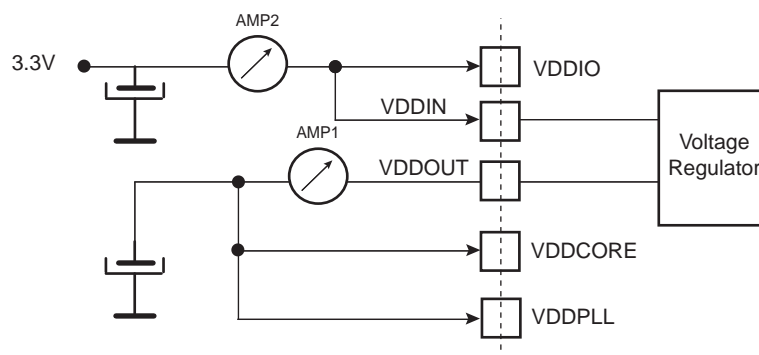 AMP2
3.3V
VDDIO
VDDIN
AMP1
Voltage
Regulator
VDDOUT
VDDCORE
VDDPLL